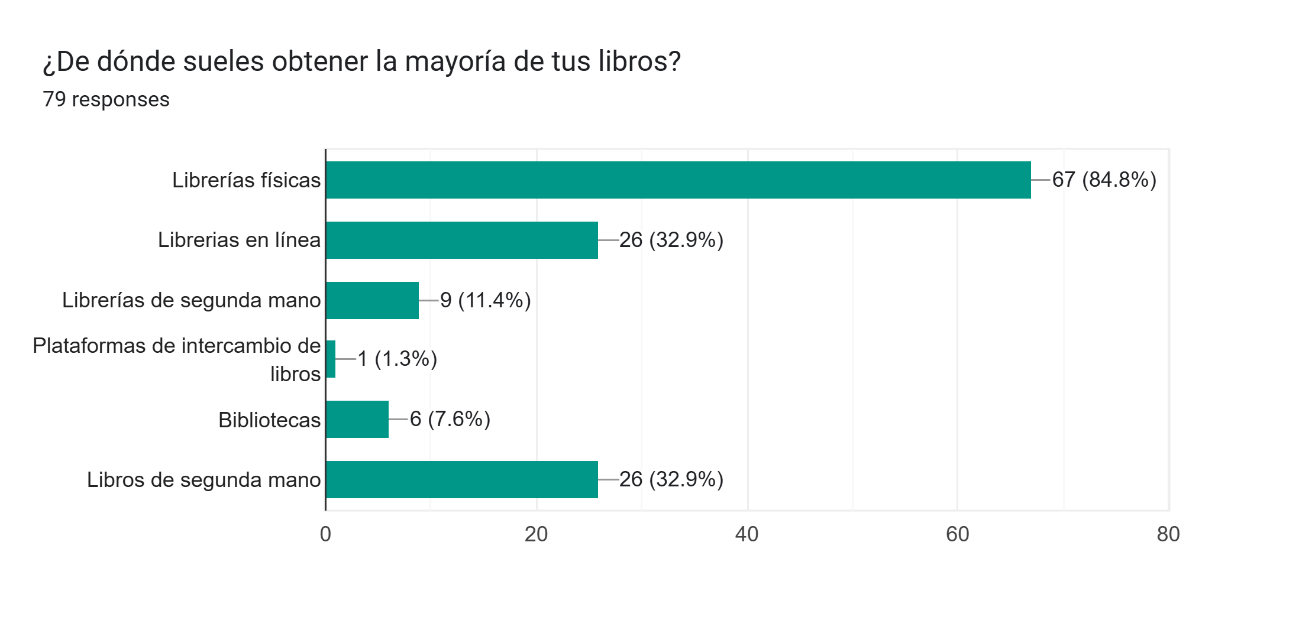 ¿De dónde sueles obtener la mayoría de tus libros?
79 responses
Librerías físicas 67 (84.8%)
Librerias en línea 26 (32.9%)
Librerías de segunda mano 9 (11.4%)
Plataformas de intercambio de
libros 1 (1.3%)
Bibliotecas 6 (7.6%)
Libros de segunda mano 26 (32.9%)
0 20 40 60 80